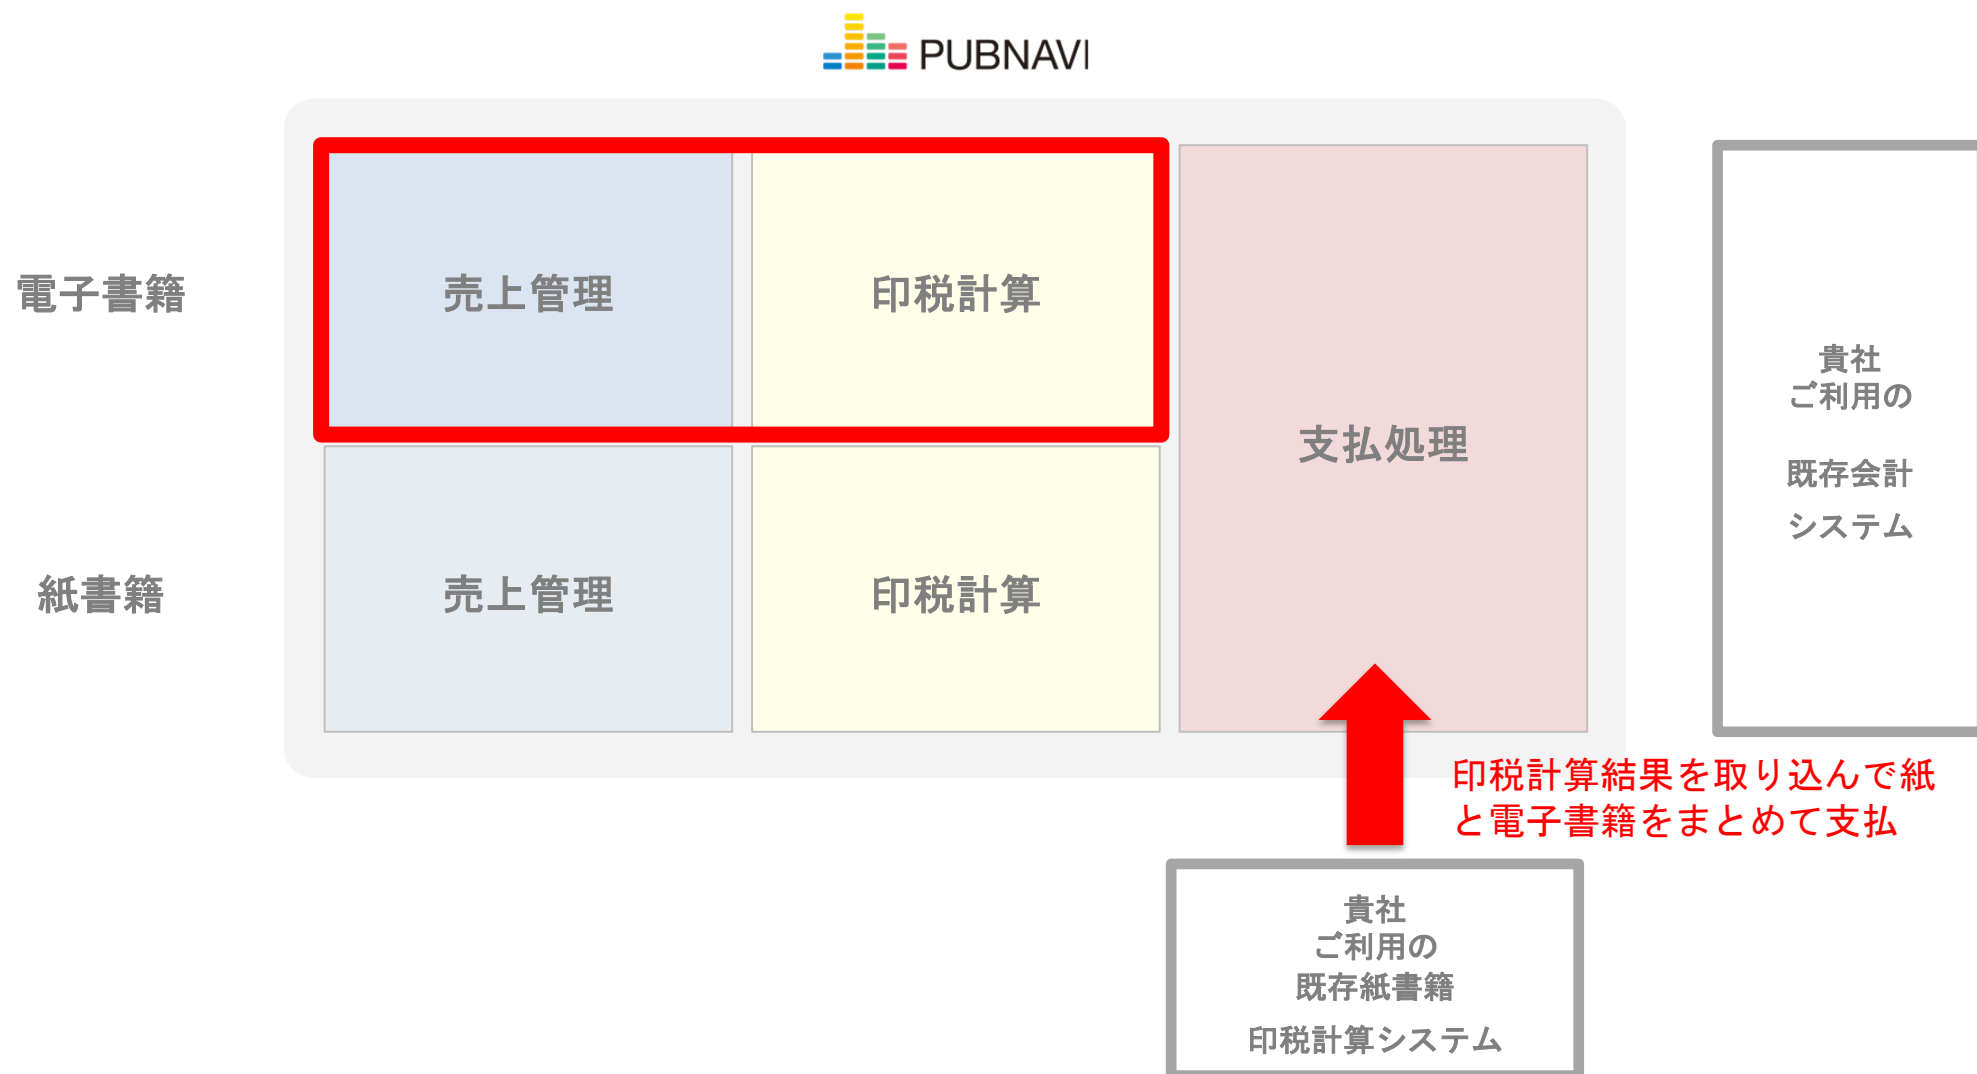 PUBNAVI
電子書籍
売上管理
印税計算
支払処理
貴社
ご利用の
既存会計
システム
紙書籍
売上管理
印税計算
印税計算結果を取り込んで紙
と電子書籍をまとめて支払
貴社
ご利用の
既存紙書籍
印税計算システム